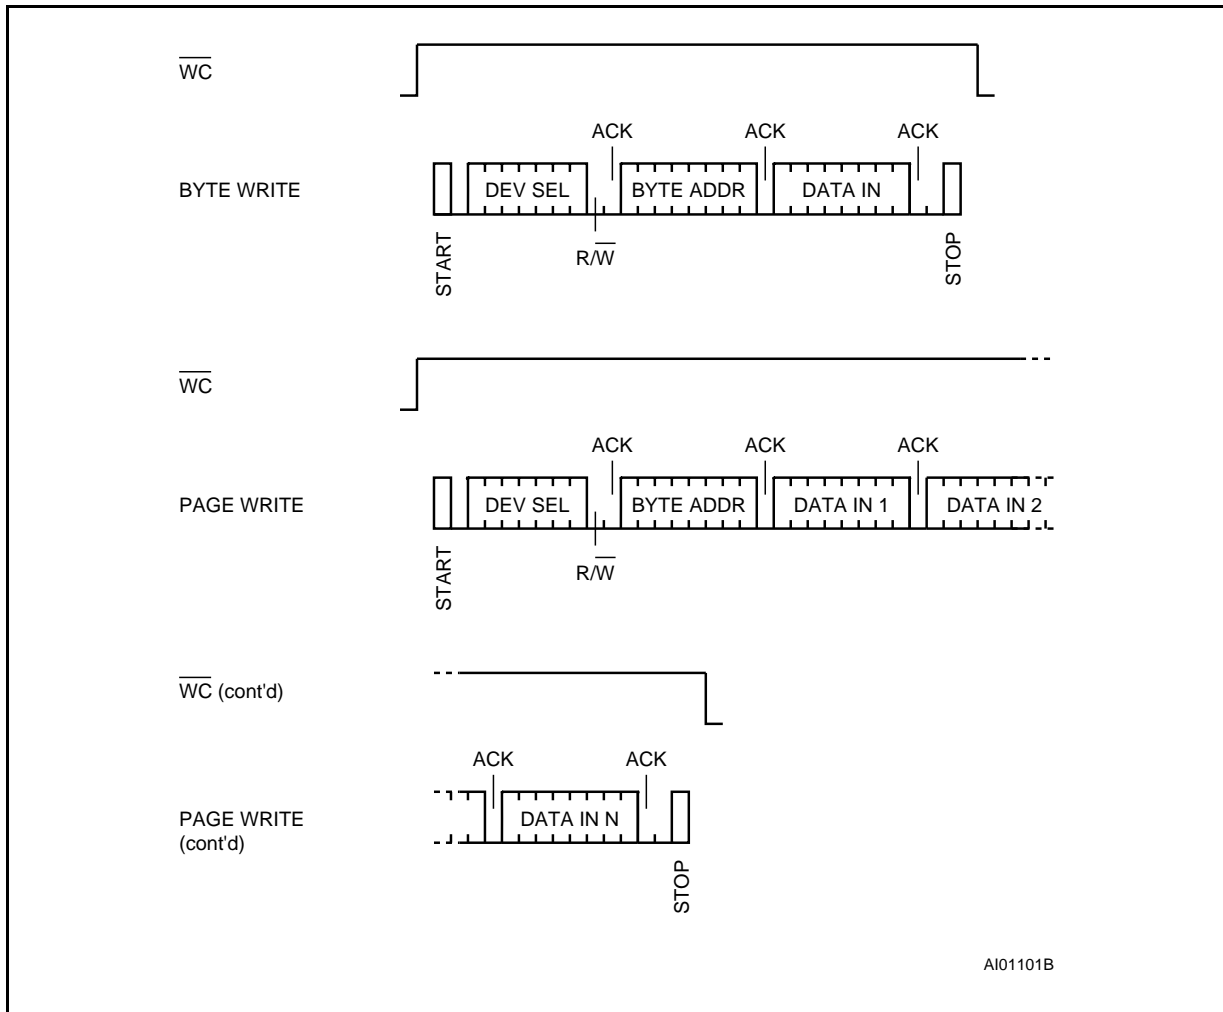 WC
ACK ACK ACK
BYTE WRITE DEV SEL BYTE ADDR DATA IN
R/W
START STOP
WC
ACK ACK ACK
PAGE WRITE DEV SEL BYTE ADDR DATA IN 1 DATA IN 2
R/W
START
WC (cont'd)
ACK ACK
PAGE WRITE DATA IN N
(cont'd)
STOP
AI01101B